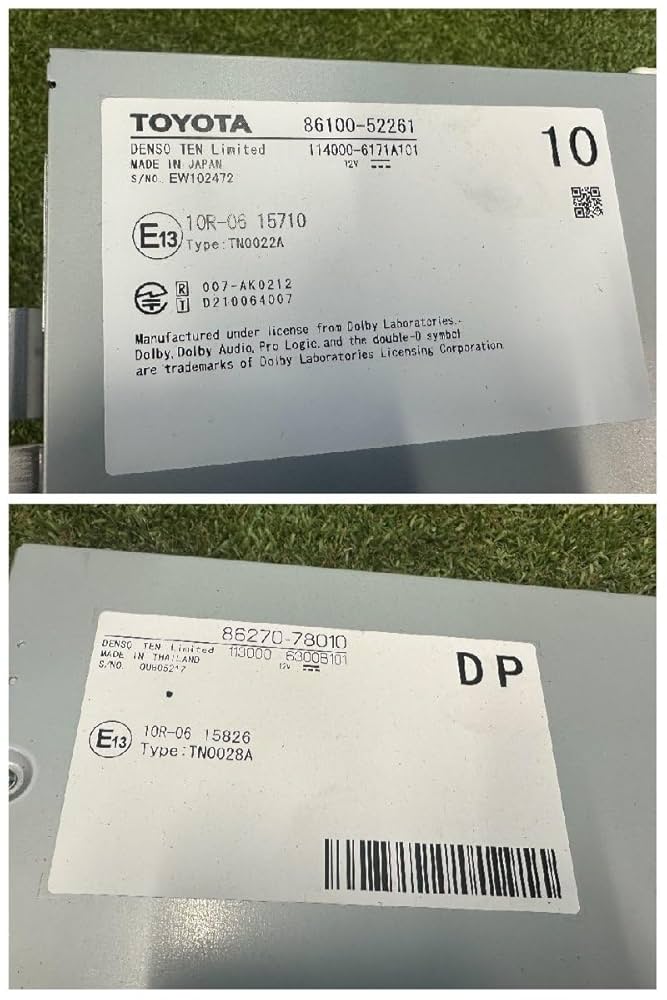 TOYOTA 86100-52261
DENSO TEN Limited 114000-6171A101
MADE IN JAPAN 12V
S/NO. EW102472
10
E13 10R-06 15710
Type:TN0022A
R 007-AK0212
T D210064007
Manufactured under license from Dolby Laboratories.
Dolby, Dolby Audio, Pro Logic, and the double-D symbol
are trademarks of Dolby Laboratories Licensing Corporation.
86270-78010
DENSO TEN Limited 113000-6300B101
MADE IN THAILAND 12V
S/NO.
DP
E13 10R-06 15826
Type:TN0028A